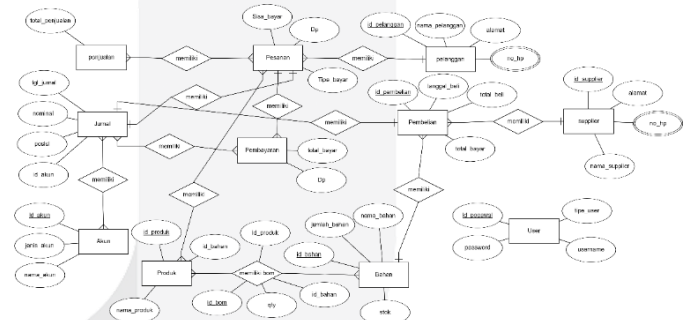 total_penjualan
Sisa_bayar
Dp
id_pelanggan
nama_pelanggan
alamat
penjualan
memiliki
Pesanan
memiliki
pelanggan
no_hp
tgl_jurnal
Tipe_bayar
id_pembelian
tanggal_beli
total_beli
id_supplier
alamat
nominal
memiliki
Jurnal
memiliki
memiliki
Pembelian
memiliki
supplier
no_hp
posisi
memiliki
Pembayaran
total_bayar
total_bayar
id_akun
Dp
nama_supplier
memiliki
memiliki
memiliki
id_akun
id_produk
id_produk
jumlah_bahan
nama_bahan
tipe_user
jenis_akun
Akun
id_bahan
id_bahan
password
User
username
nama_akun
Produk
memiliki bom
Bahan
nama_produk
id_bom
qty
id_bahan
stok